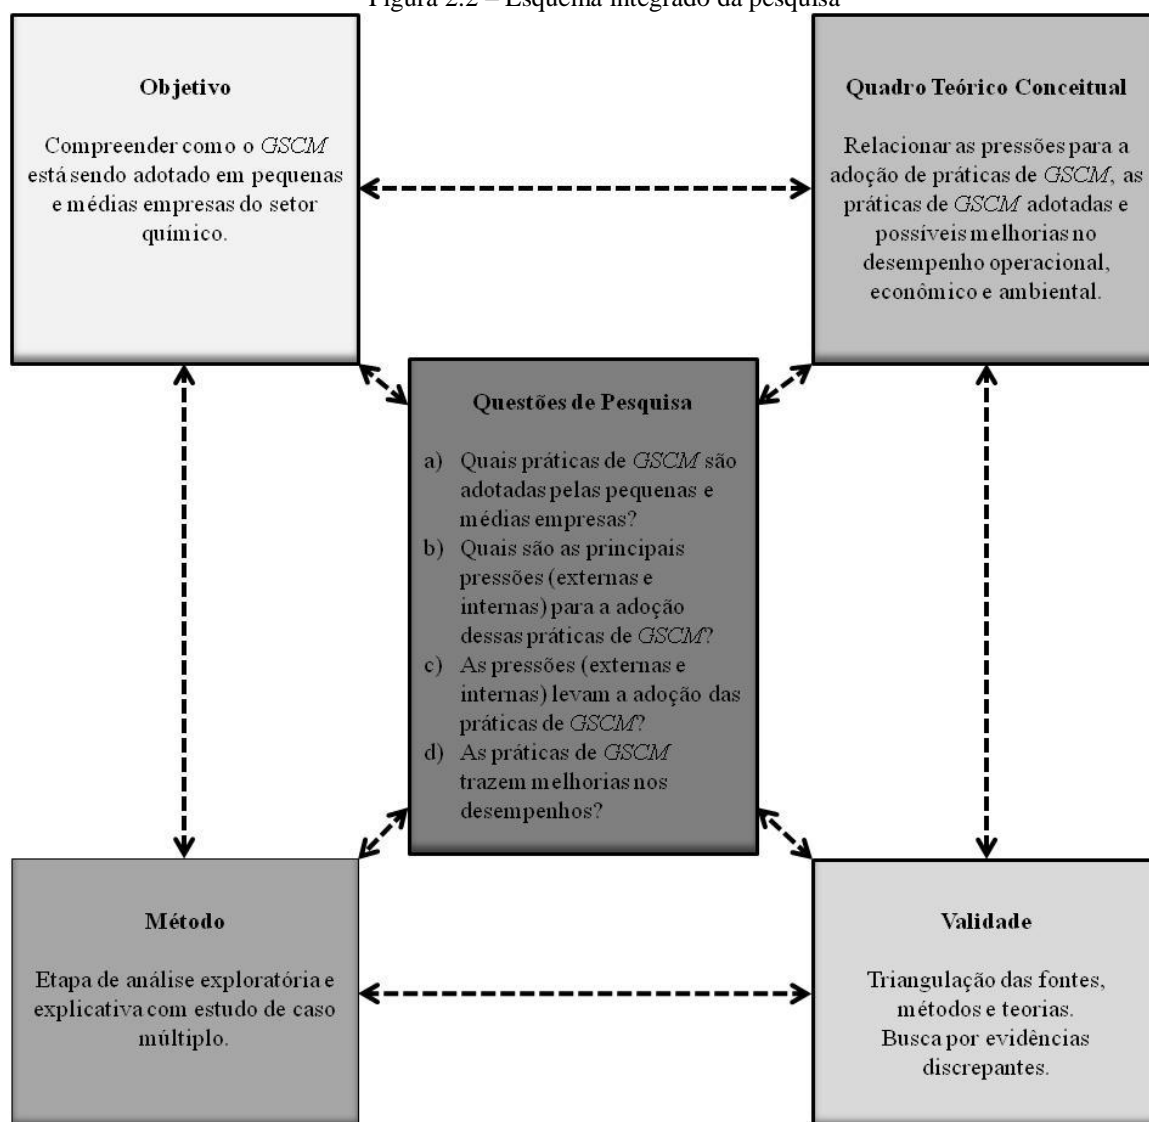 Figura 2.2 – Esquema integrado da pesquisa
Objetivo
Compreender como o GSCM
está sendo adotado em pequenas
e médias empresas do setor
químico.
Quadro Teórico Conceitual
Relacionar as pressões para a
adoção de práticas de GSCM, as
práticas de GSCM adotadas e
possíveis melhorias no
desempenho operacional,
econômico e ambiental.
Questões de Pesquisa
a) Quais práticas de GSCM são
adotadas pelas pequenas e
médias empresas?
b) Quais são as principais
pressões (externas e
internas) para a adoção
dessas práticas de GSCM?
c) As pressões (externas e
internas) levam a adoção das
práticas de GSCM?
d) As práticas de GSCM
trazem melhorias nos
desempenhos?
Método
Etapa de análise exploratória e
explicativa com estudo de caso
múltiplo.
Validade
Triangulação das fontes,
métodos e teorias.
Busca por evidências
discrepantes.